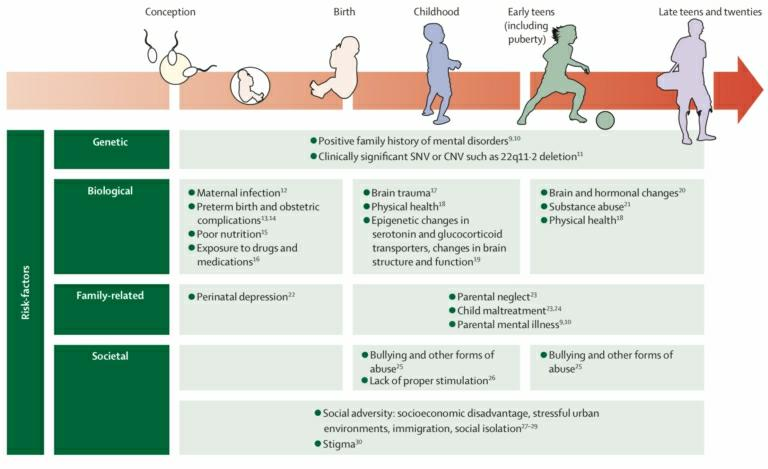 Conception
Birth
Childhood
Early teens
(including
puberty)
Late teens and twenties
Risk-factors
Genetic
● Positive family history of mental disorders⁹,¹⁰
● Clinically significant SNV or CNV such as 22q11·2 deletion¹¹
Biological
● Maternal infection¹²
● Preterm birth and obstetric
complications¹³,¹⁴
● Poor nutrition¹⁵
● Exposure to drugs and
medications¹⁶
● Brain trauma¹⁷
● Physical health¹⁸
● Epigenetic changes in
serotonin and glucocorticoid
transporters, changes in brain
structure and function¹⁹
● Brain and hormonal changes²⁰
● Substance abuse²¹
● Physical health¹⁸
Family-related
● Perinatal depression²²
● Parental neglect²³
● Child maltreatment²³,²⁴
● Parental mental illness⁹,¹⁰
Societal
● Bullying and other forms of
abuse²⁵
● Lack of proper stimulation²⁶
● Bullying and other forms of
abuse²⁵
● Social adversity: socioeconomic disadvantage, stressful urban
environments, immigration, social isolation²⁷⁻²⁹
● Stigma³⁰